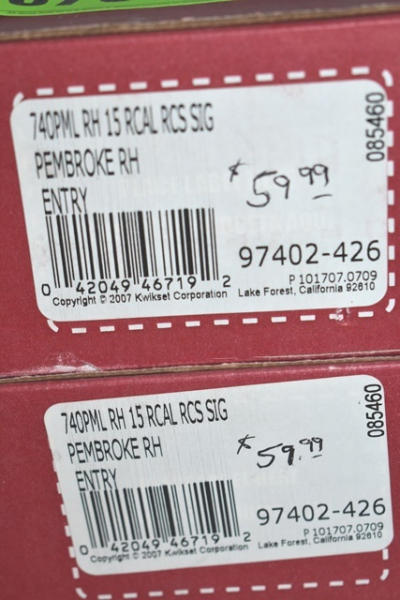 740PML RH 15 RCAL RCS SIG
PEMBROKE RH
ENTRY
* 59.99
085460
97402-426
0 42049 46719 2
P 101707.0709
Copyright © 2007 Kwikset Corporation Lake Forest, California 92610
740PML RH 15 RCAL RCS SIG
PEMBROKE RH
ENTRY
* 59.99
085460
97402-426
0 42049 46719 2
P 101707.0709
Copyright © 2007 Kwikset Corporation Lake Forest, California 92610